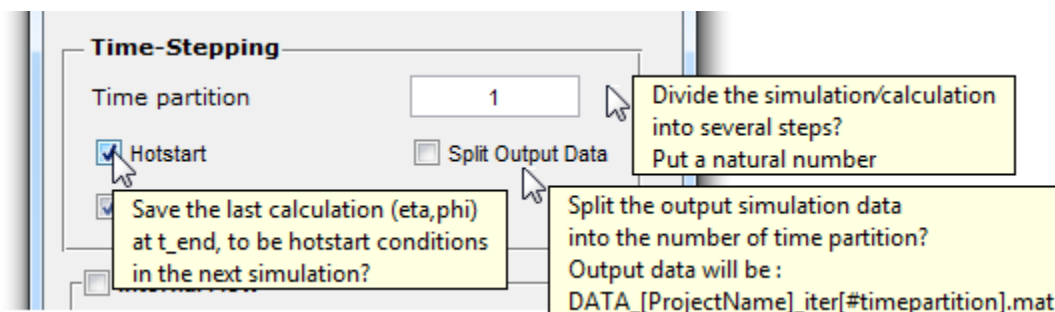 Time-Stepping
Time partition
1
Divide the simulation/calculation
into several steps?
Put a natural number
Hotstart
Split Output Data
Save the last calculation (eta,phi)
at t_end, to be hotstart conditions
in the next simulation?
Split the output simulation data
into the number of time partition?
Output data will be :
DATA_[ProjectName]_iter[#timepartition].mat